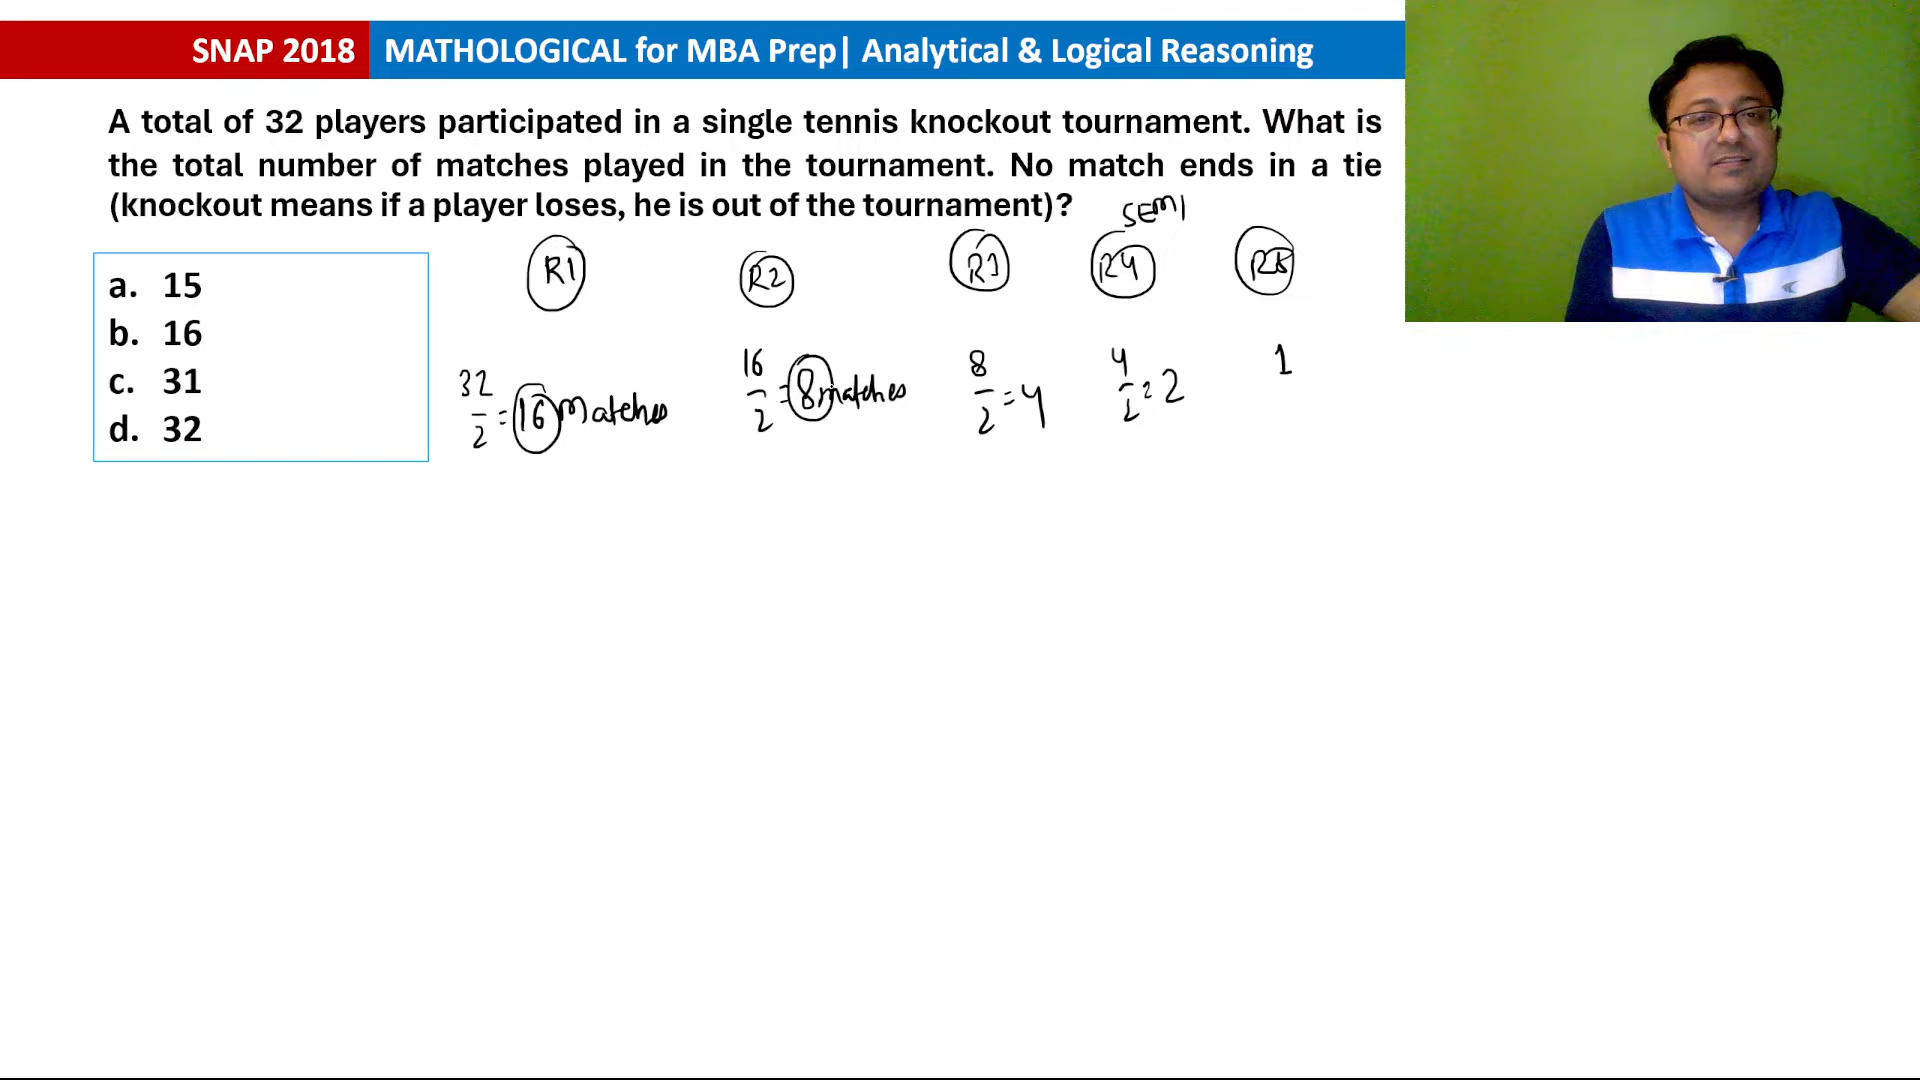 SNAP 2018 MATHOLOGICAL for MBA Prep| Analytical & Logical Reasoning
A total of 32 players participated in a single tennis knockout tournament. What is
the total number of matches played in the tournament. No match ends in a tie
(knockout means if a player loses, he is out of the tournament)?
SEMI
R1 R2 R3 R4 R5
a. 15
b. 16
c. 31
d. 32
32/2 = 16 Matches
16/2 = 8 matches
8/2 = 4
4/2 = 2
1